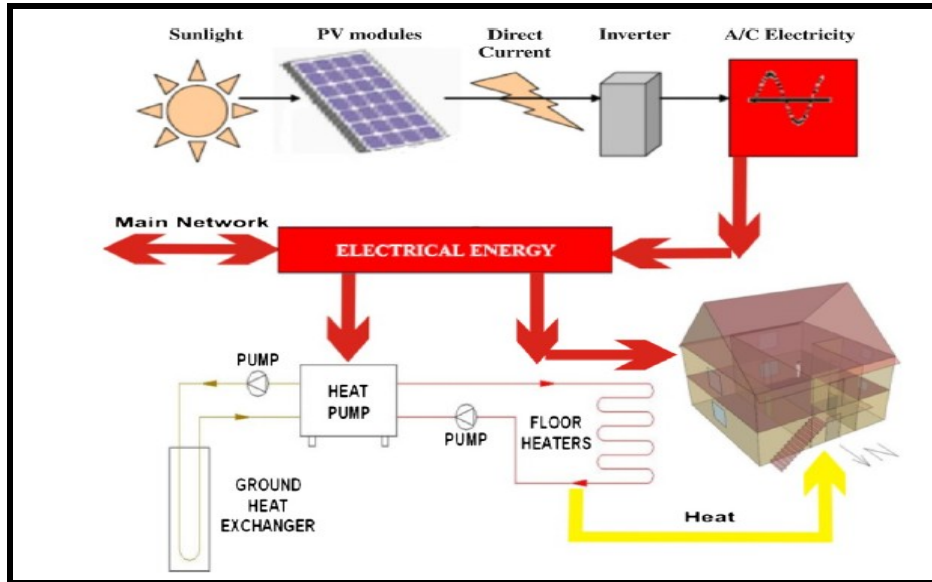 Sunlight
PV modules
Direct
Current
Inverter
A/C Electricity
Main Network
ELECTRICAL ENERGY
PUMP
HEAT
PUMP
PUMP
FLOOR
HEATERS
GROUND
HEAT
EXCHANGER
Heat
N